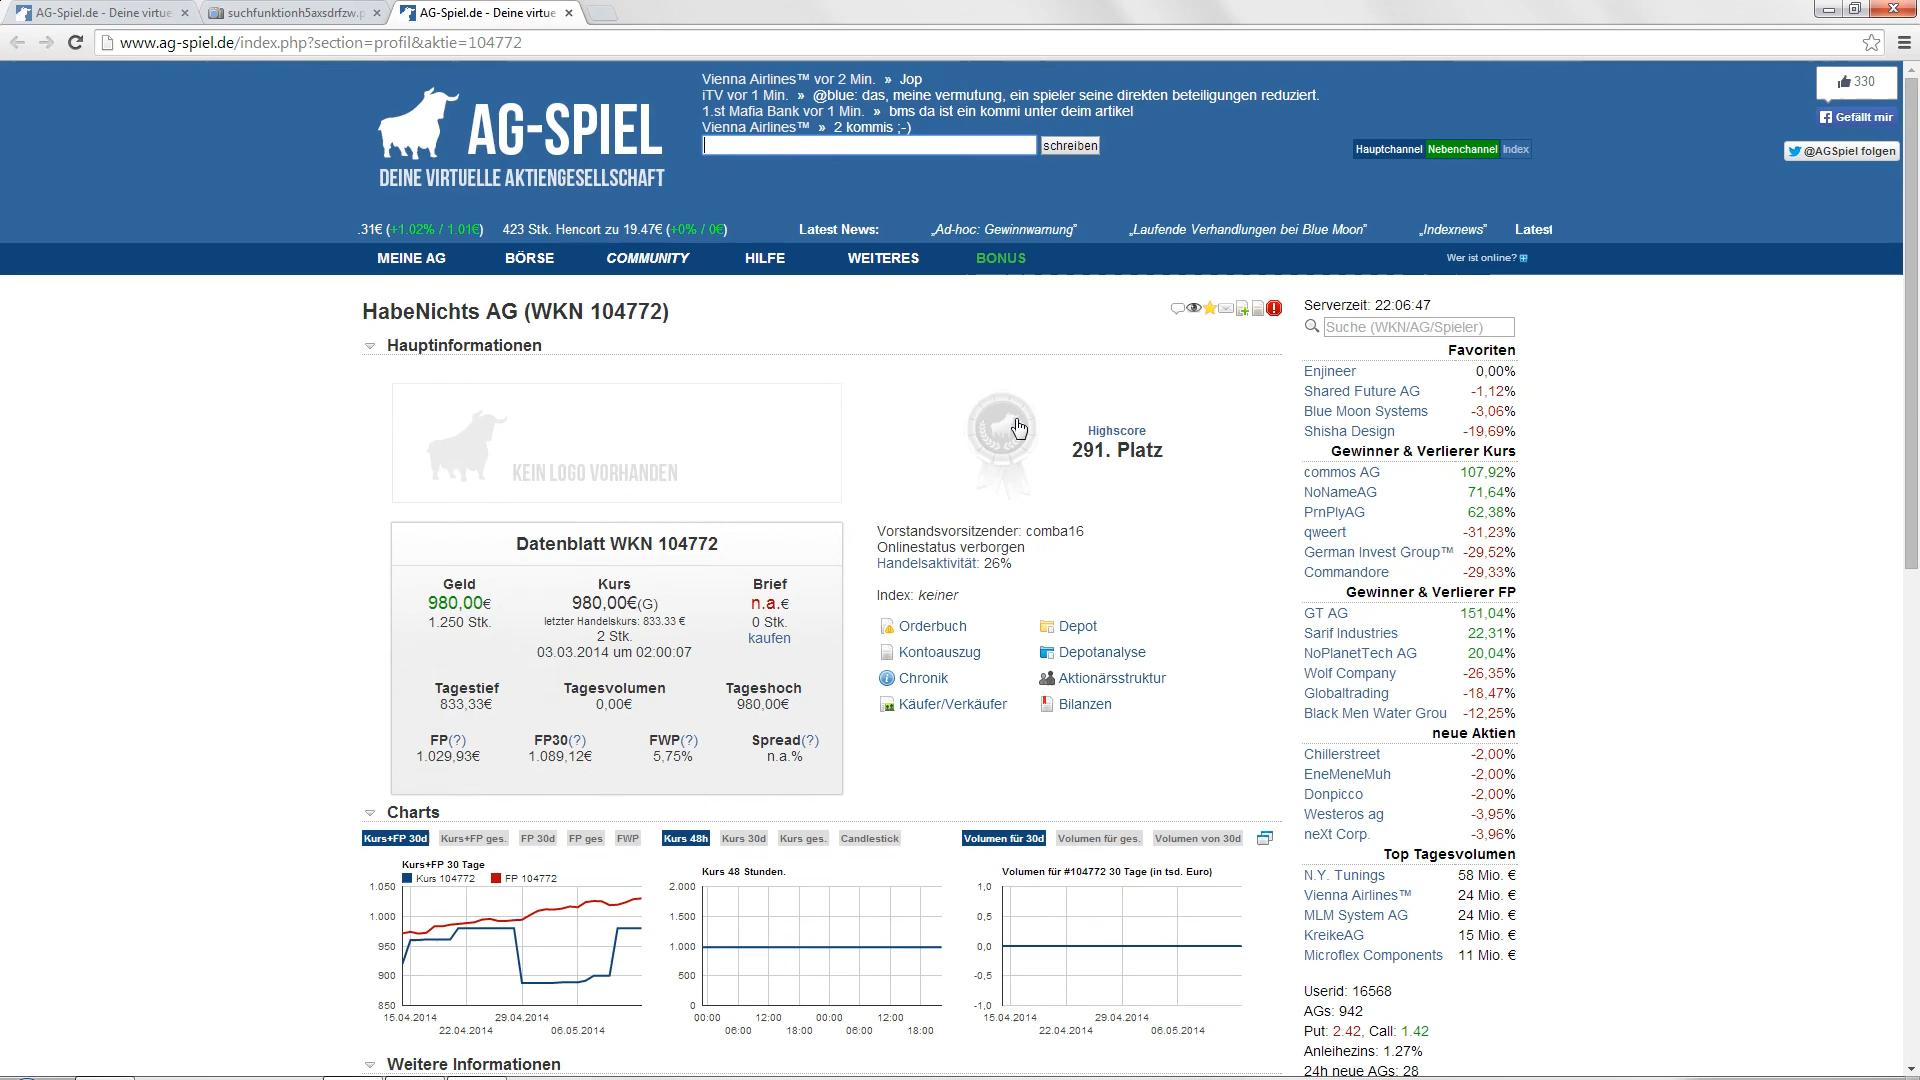 AG-Spiel.de - Deine virtue
suchfunktionh5axsdrfzw.p
AG-Spiel.de - Deine virtue
www.ag-spiel.de/index.php?section=profil&aktie=104772
AG-SPIEL
DEINE VIRTUELLE AKTIENGESELLSCHAFT
Vienna Airlines™ vor 2 Min. » Jop
iTV vor 1 Min. » @blue: das, meine vermutung, ein spieler seine direkten beteiligungen reduziert.
1.st Mafia Bank vor 1 Min. » bms da ist ein kommi unter deim artikel
Vienna Airlines™ » 2 kommis ;-)
schreiben
Hauptchannel Nebenchannel Index
330
Gefällt mir
@AGSpiel folgen
.31€ (+1.02% / 1.01€) 423 Stk. Hencort zu 19.47€ (+0% / 0€)
Latest News: „Ad-hoc: Gewinnwarnung” „Laufende Verhandlungen bei Blue Moon” „Indexnews” Latest
MEINE AG BÖRSE COMMUNITY HILFE WEITERES BONUS
Wer ist online?
HabeNichts AG (WKN 104772)
Hauptinformationen
KEIN LOGO VORHANDEN
Highscore
291. Platz
Datenblatt WKN 104772
Geld Kurs Brief
980,00€ 980,00€(G) n.a.€
1.250 Stk. letzter Handelskurs: 833.33 € 0 Stk.
2 Stk. kaufen
03.03.2014 um 02:00:07
Tagestief Tagesvolumen Tageshoch
833,33€ 0,00€ 980,00€
FP(?) FP30(?) FWP(?) Spread(?)
1.029,93€ 1.089,12€ 5,75% n.a.%
Vorstandsvorsitzender: comba16
Onlinestatus verborgen
Handelsaktivität: 26%
Index: keiner
Orderbuch Depot
Kontoauszug Depotanalyse
Chronik Aktionärsstruktur
Käufer/Verkäufer Bilanzen
Charts
Kurs+FP 30d Kurs+FP ges. FP 30d FP ges FWP
Kurs 48h Kurs 30d Kurs ges. Candlestick
Volumen für 30d Volumen für ges. Volumen von 30d
Kurs+FP 30 Tage
Kurs 104772 FP 104772
1.050
1.000
950
900
850
15.04.2014 29.04.2014
22.04.2014 06.05.2014
Kurs 48 Stunden.
2.000
1.500
1.000
500
0
00:00 12:00 00:00 12:00
06:00 18:00 06:00 18:00
Volumen für #104772 30 Tage (in tsd. Euro)
1,0
0,5
0,0
-0,5
-1,0
15.04.2014 29.04.2014
22.04.2014 06.05.2014
Weitere Informationen
Serverzeit: 22:06:47
Suche (WKN/AG/Spieler)
Favoriten
Enjineer 0,00%
Shared Future AG -1,12%
Blue Moon Systems -3,06%
Shisha Design -19,69%
Gewinner & Verlierer Kurs
commos AG 107,92%
NoNameAG 71,64%
PrnPlyAG 62,38%
qweert -31,23%
German Invest Group™ -29,52%
Commandore -29,33%
Gewinner & Verlierer FP
GT AG 151,04%
Sarif Industries 22,31%
NoPlanetTech AG 20,04%
Wolf Company -26,35%
Globaltrading -18,47%
Black Men Water Grou -12,25%
neue Aktien
Chillerstreet -2,00%
EneMeneMuh -2,00%
Donpicco -2,00%
Westeros ag -3,95%
neXt Corp. -3,96%
Top Tagesvolumen
N.Y. Tunings 58 Mio. €
Vienna Airlines™ 24 Mio. €
MLM System AG 24 Mio. €
KreikeAG 15 Mio. €
Microflex Components 11 Mio. €
Userid: 16568
AGs: 942
Put: 2.42, Call: 1.42
Anleihezins: 1.27%
24h neue AGs: 28